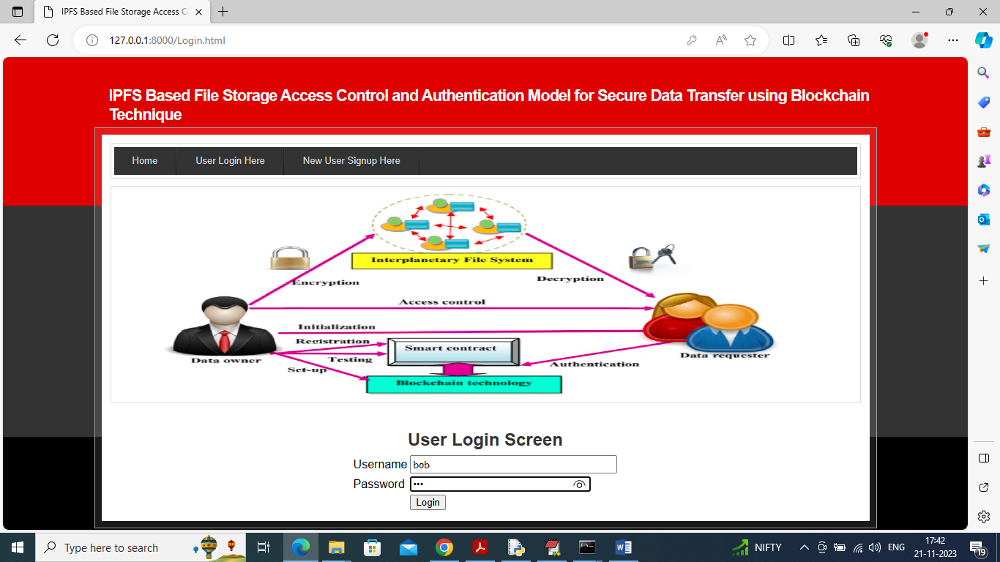 IPFS Based File Storage Access Co
127.0.0.1:8000/Login.html
IPFS Based File Storage Access Control and Authentication Model for Secure Data Transfer using Blockchain
Technique
Home User Login Here New User Signup Here
Interplanetary File System
Encryption
Decryption
Access control
Initialization
Registration
Smart contract
Testing
Authentication
Data owner
Data requester
Set-up
Blockchain technology
User Login Screen
Username bob
Password •••
Login
Type here to search
NIFTY
ENG
17:42
21-11-2023
19